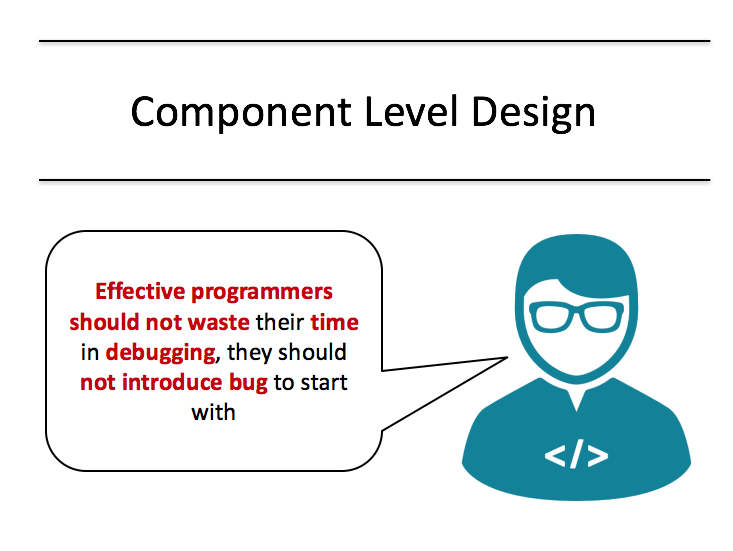 Component Level Design
Effective programmers
should not waste their time
in debugging, they should
not introduce bug to start
with
</>